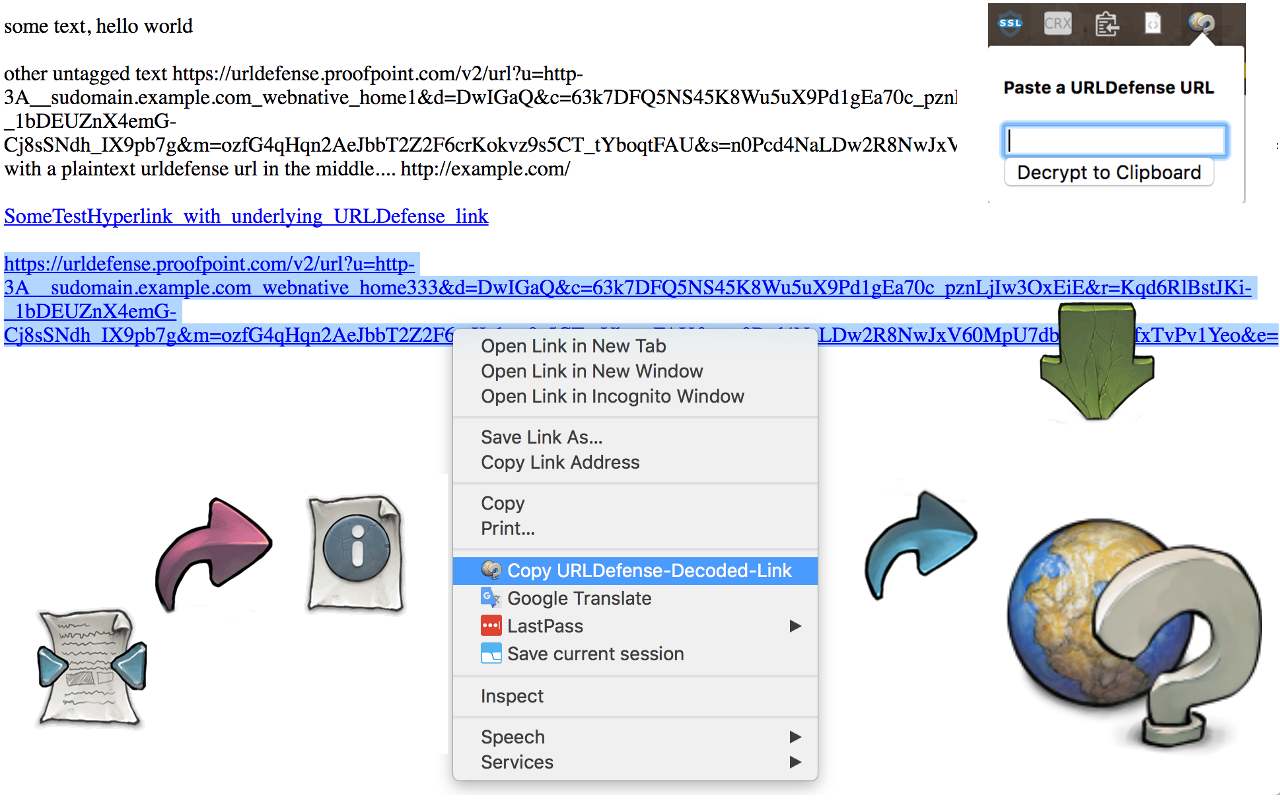 some text, hello world
other untagged text https://urldefense.proofpoint.com/v2/url?u=http-
3A__sudomain.example.com_webnative_home1&d=DwIGaQ&c=63k7DFQ5NS45K8Wu5uX9Pd1gEa70c_pznl
_1bDEUZnX4emG-
Cj8sSNdh_IX9pb7g&m=ozfG4qHqn2AeJbbT2Z2F6crKokvz9s5CT_tYboqtFAU&s=n0Pcd4NaLDw2R8NwJxV
with a plaintext urldefense url in the middle.... http://example.com/
SomeTestHyperlink_with_underlying_URLDefense_link
https://urldefense.proofpoint.com/v2/url?u=http-
3A__sudomain.example.com_webnative_home333&d=DwIGaQ&c=63k7DFQ5NS45K8Wu5uX9Pd1gEa70c_pznLjIw3OxEiE&r=Kqd6RlBstJKi-
_1bDEUZnX4emG-
Cj8sSNdh_IX9pb7g&m=ozfG4qHqn2AeJbbT2Z2F6 LDw2R8NwJxV60MpU7db fxTvPv1Yeo&e=
SSL CRX
Paste a URLDefense URL
Decrypt to Clipboard
Open Link in New Tab
Open Link in New Window
Open Link in Incognito Window
Save Link As...
Copy Link Address
Copy
Print...
Copy URLDefense-Decoded-Link
Google Translate
LastPass
Save current session
Inspect
Speech
Services